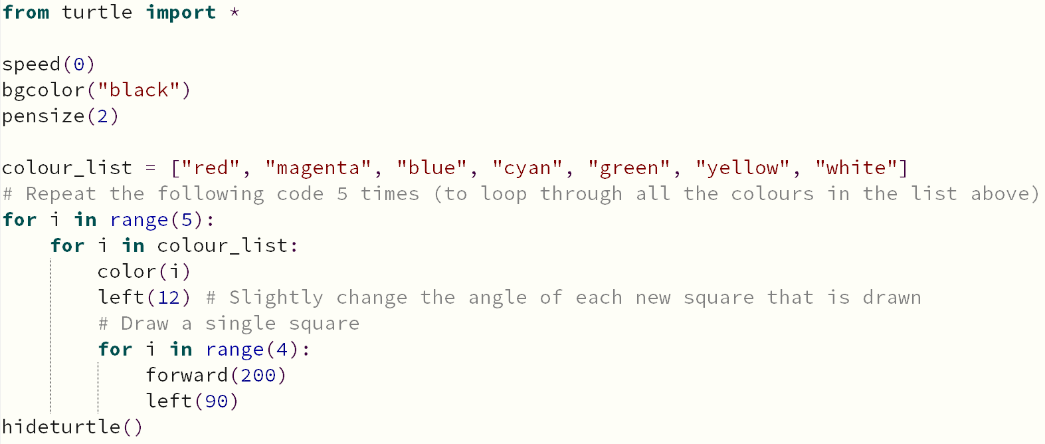 from turtle import *
speed(0)
bgcolor("black")
pensize(2)
colour_list = ["red", "magenta", "blue", "cyan", "green", "yellow", "white"]
# Repeat the following code 5 times (to loop through all the colours in the list above)
for i in range(5):
    for i in colour_list:
        color(i)
        left(12) # Slightly change the angle of each new square that is drawn
        # Draw a single square
        for i in range(4):
            forward(200)
            left(90)
hideturtle()